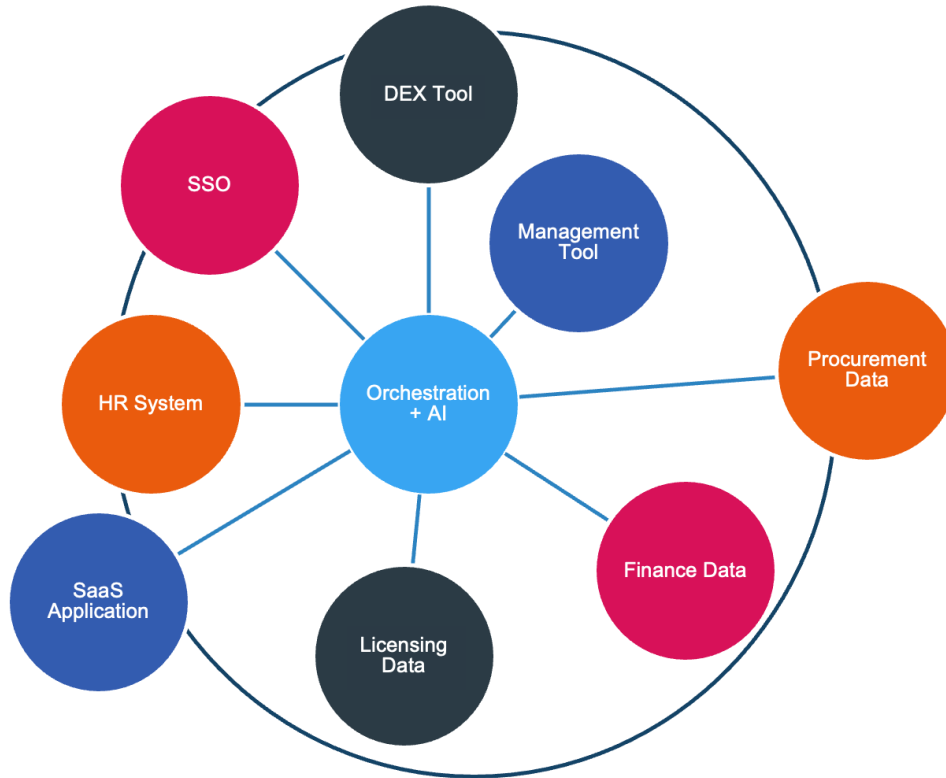 DEX Tool
SSO
Management
Tool
Procurement
Data
HR System
Orchestration
+ AI
Finance Data
SaaS
Application
Licensing
Data